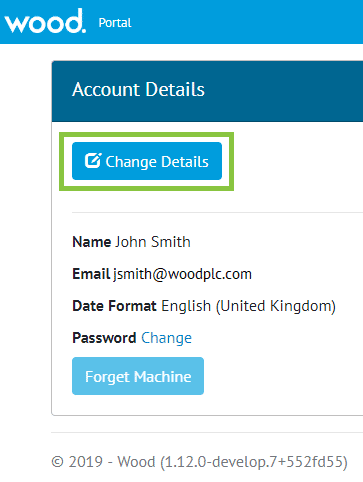 wood. Portal
Account Details
Change Details
Name John Smith
Email jsmith@woodplc.com
Date Format English (United Kingdom)
Password Change
Forget Machine
© 2019 - Wood (1.12.0-develop.7+552fd55)